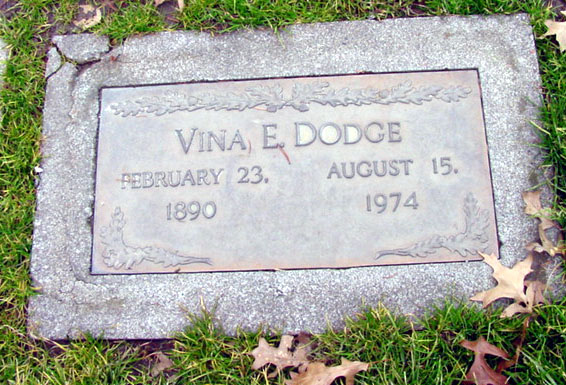 VINA E. DODGE
FEBRUARY 23. AUGUST 15.
1890 1974